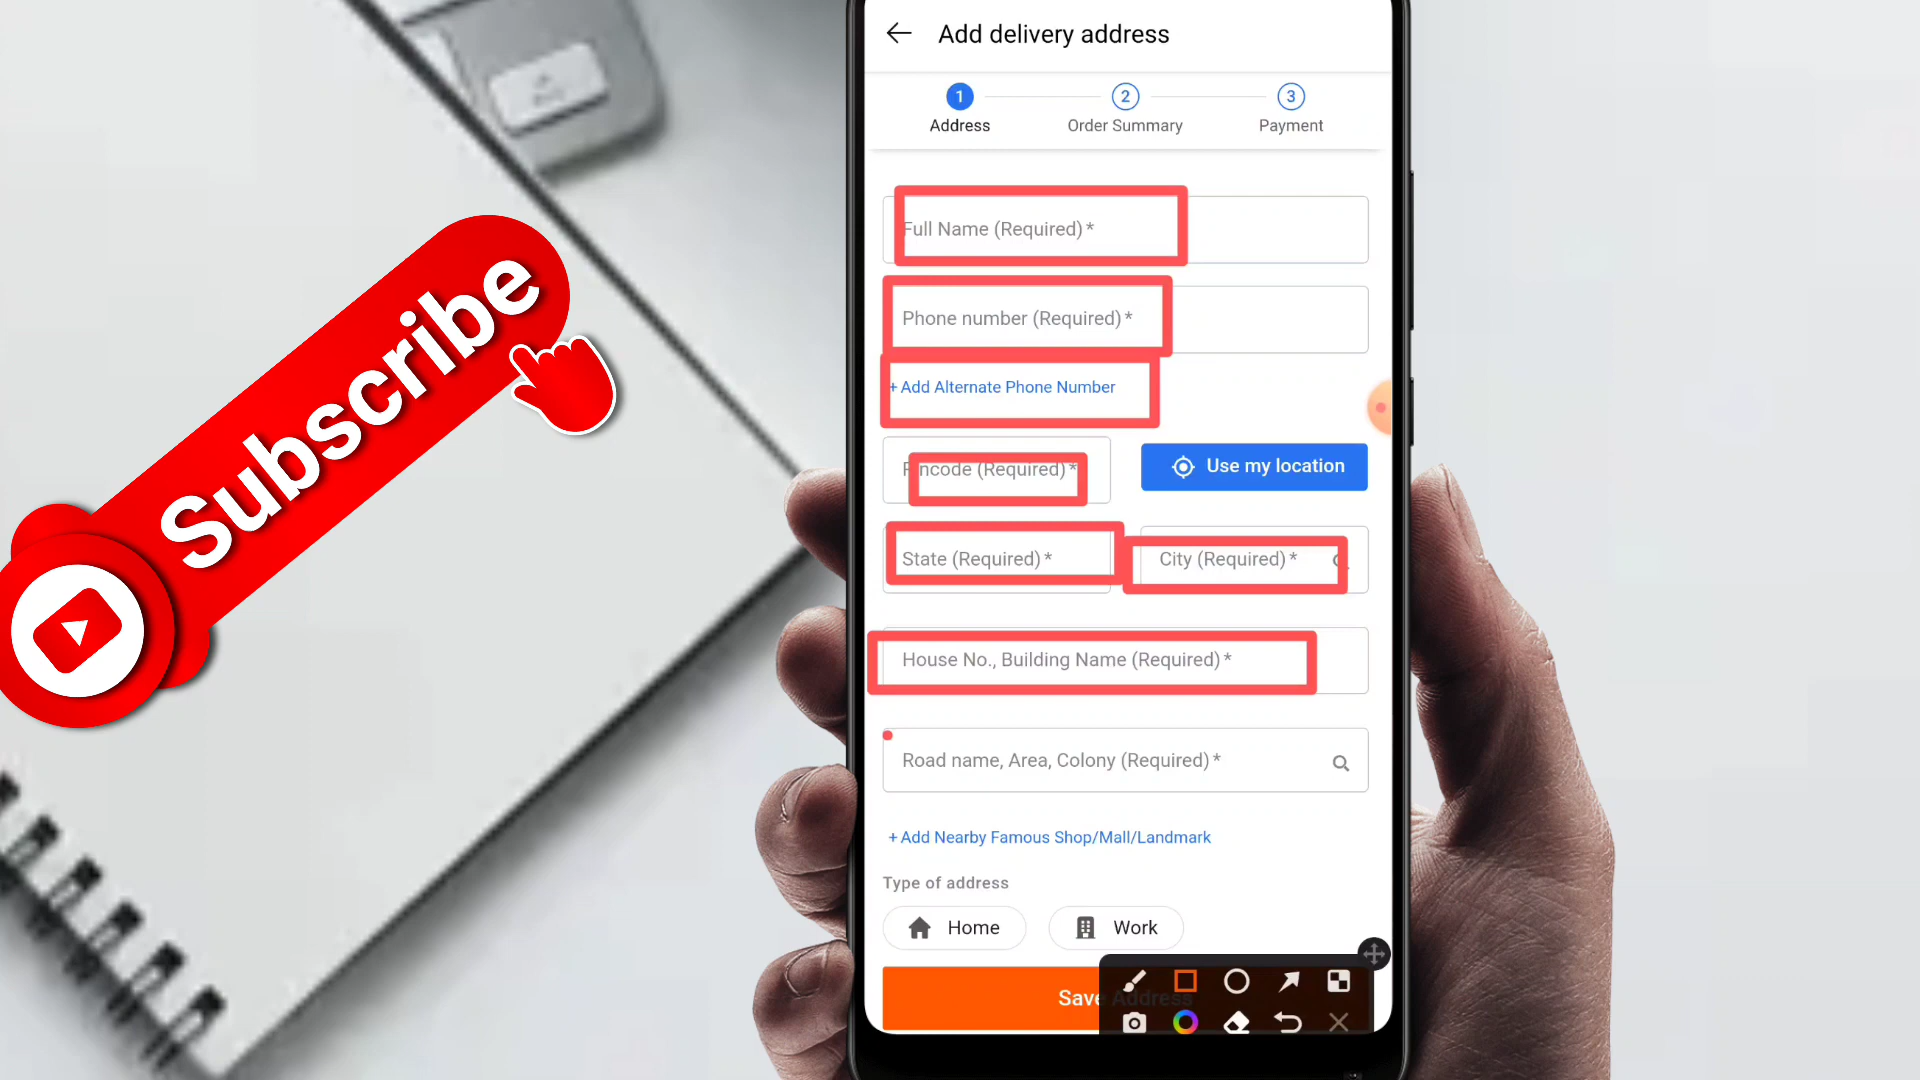 Add delivery address
1
2
3
Address
Order Summary
Payment
Full Name (Required) *
Phone number (Required) *
+ Add Alternate Phone Number
Pincode (Required) *
Use my location
State (Required) *
City (Required) *
House No., Building Name (Required) *
Road name, Area, Colony (Required) *
+ Add Nearby Famous Shop/Mall/Landmark
Type of address
Home
Work
Save Address
Subscribe